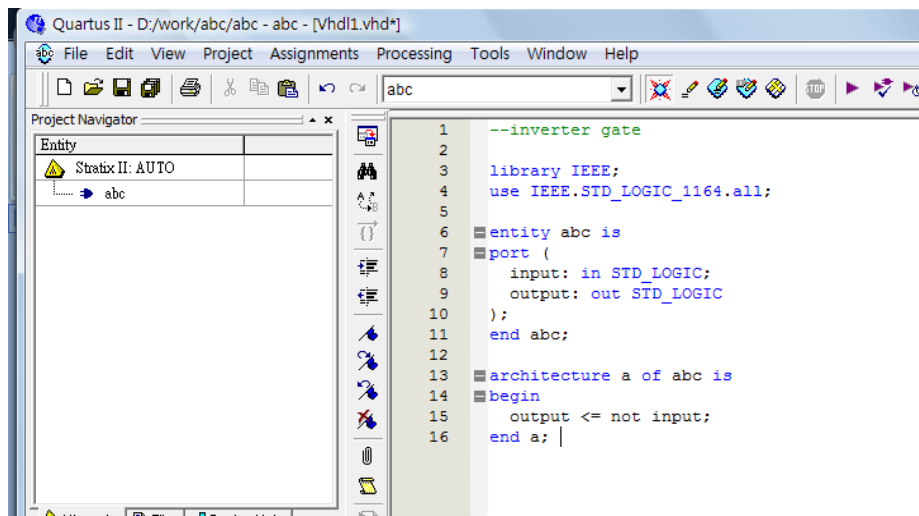 Quartus II - D:/work/abc/abc - abc - [Vhdl1.vhd*]
File Edit View Project Assignments Processing Tools Window Help
abc
Project Navigator
Entity
Stratix II: AUTO
abc
1 --inverter gate
2
3 library IEEE;
4 use IEEE.STD_LOGIC_1164.all;
5
6 entity abc is
7 port (
8 input: in STD_LOGIC;
9 output: out STD_LOGIC
10 );
11 end abc;
12
13 architecture a of abc is
14 begin
15 output <= not input;
16 end a;